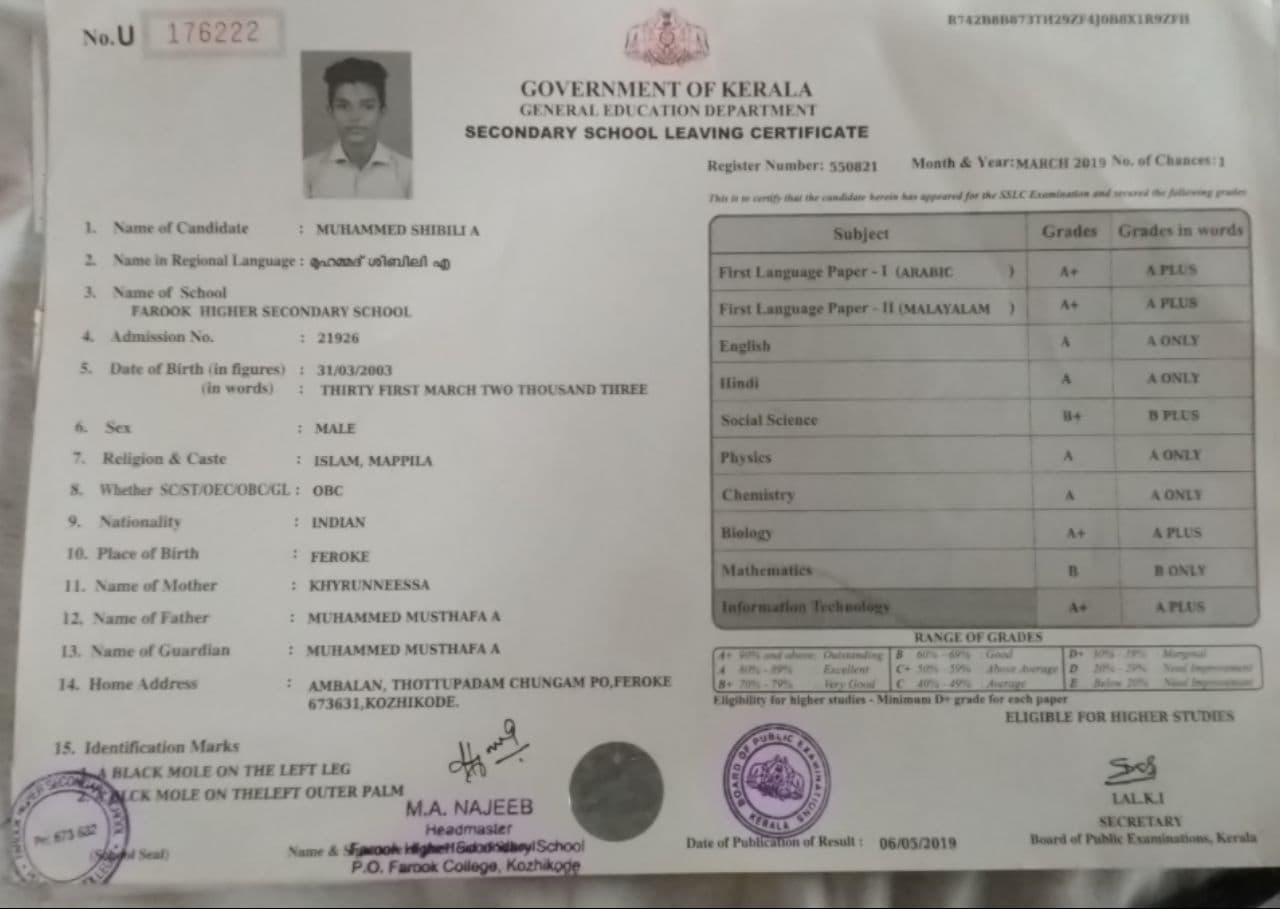 No. U 176222
R742B8B873TH29ZF4J0B8X1R9ZFH
GOVERNMENT OF KERALA
GENERAL EDUCATION DEPARTMENT
SECONDARY SCHOOL LEAVING CERTIFICATE
Register Number: 550821 Month & Year: MARCH 2019 No. of Chances: 1
This is to certify that the candidate herein has appeared for the SSLC Examination and secured the following grades
1. Name of Candidate : MUHAMMED SHIBILI A
2. Name in Regional Language : മുഹമ്മദ് ശിബിലി എ
3. Name of School
FAROOK HIGHER SECONDARY SCHOOL
4. Admission No. : 21926
5. Date of Birth (in figures) : 31/03/2003
(in words) : THIRTY FIRST MARCH TWO THOUSAND THREE
6. Sex : MALE
7. Religion & Caste : ISLAM, MAPPILA
8. Whether SC/ST/OEC/OBC/GL : OBC
9. Nationality : INDIAN
10. Place of Birth : FEROKE
11. Name of Mother : KHYRUNNEESSA
12. Name of Father : MUHAMMED MUSTHAFA A
13. Name of Guardian : MUHAMMED MUSTHAFA A
14. Home Address : AMBALAN, THOTTUPADAM CHUNGAM PO,FEROKE
673631,KOZHIKODE.
15. Identification Marks
1. A BLACK MOLE ON THE LEFT LEG
2. A BLCK MOLE ON THELEFT OUTER PALM
M.A. NAJEEB
Headmaster
Farook Higher Secondary School
P.O. Farook College, Kozhikode
(School Seal)
Name &
Subject Grades Grades in words
First Language Paper - I (ARABIC ) A+ A PLUS
First Language Paper - II (MALAYALAM ) A+ A PLUS
English A A ONLY
Hindi A A ONLY
Social Science B+ B PLUS
Physics A A ONLY
Chemistry A A ONLY
Biology A+ A PLUS
Mathematics B B ONLY
Information Technology A+ A PLUS
RANGE OF GRADES
A+ 90% and above Outstanding B 60% - 69% Good D+ 30% - 39% Marginal
A 80% - 89% Excellent C+ 50% - 59% Above Average D 20% - 29% Need Improvement
B+ 70% - 79% Very Good C 40% - 49% Average E Below 20% Need Improvement
Eligibility for higher studies - Minimum D+ grade for each paper
ELIGIBLE FOR HIGHER STUDIES
BOARD OF PUBLIC EXAMINATIONS
KERALA
LAL.K.I
SECRETARY
Board of Public Examinations, Kerala
Date of Publication of Result : 06/05/2019